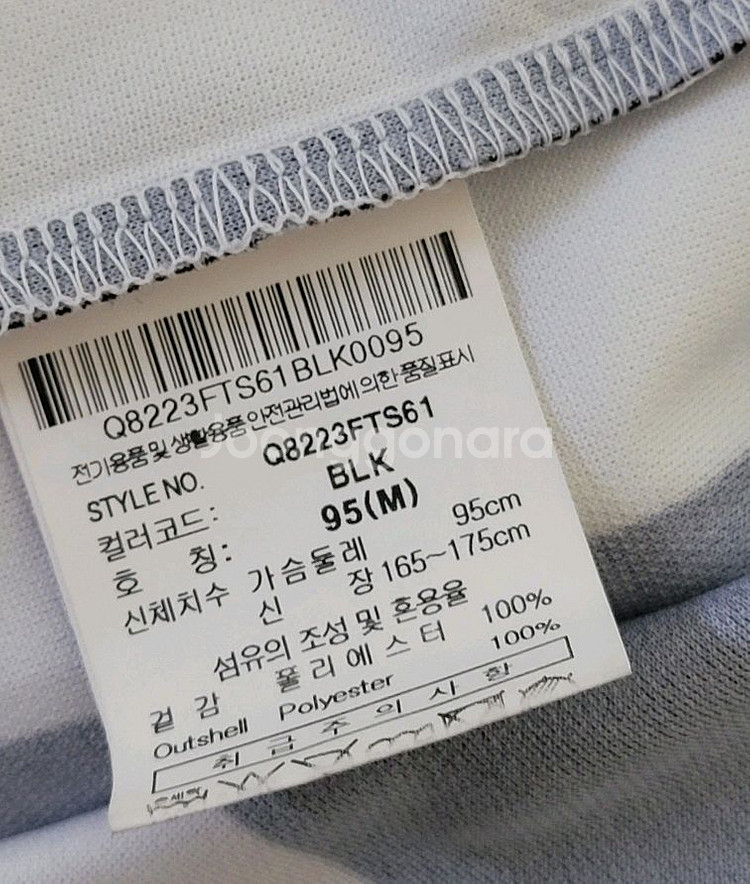 Q8223FTS61BLK0095
전기용품 및 생활용품 안전관리법에 의한 품질표시
STYLE NO. Q8223FTS61
컬러코드: BLK
호 칭: 95(M)
신체치수 가슴둘레 95cm
신 장 165~175cm
섬유의 조성 및 혼용율
겉 감 폴리에스터 100%
Outshell Polyester 100%
취 급 주 의 사 항
Joonggonara